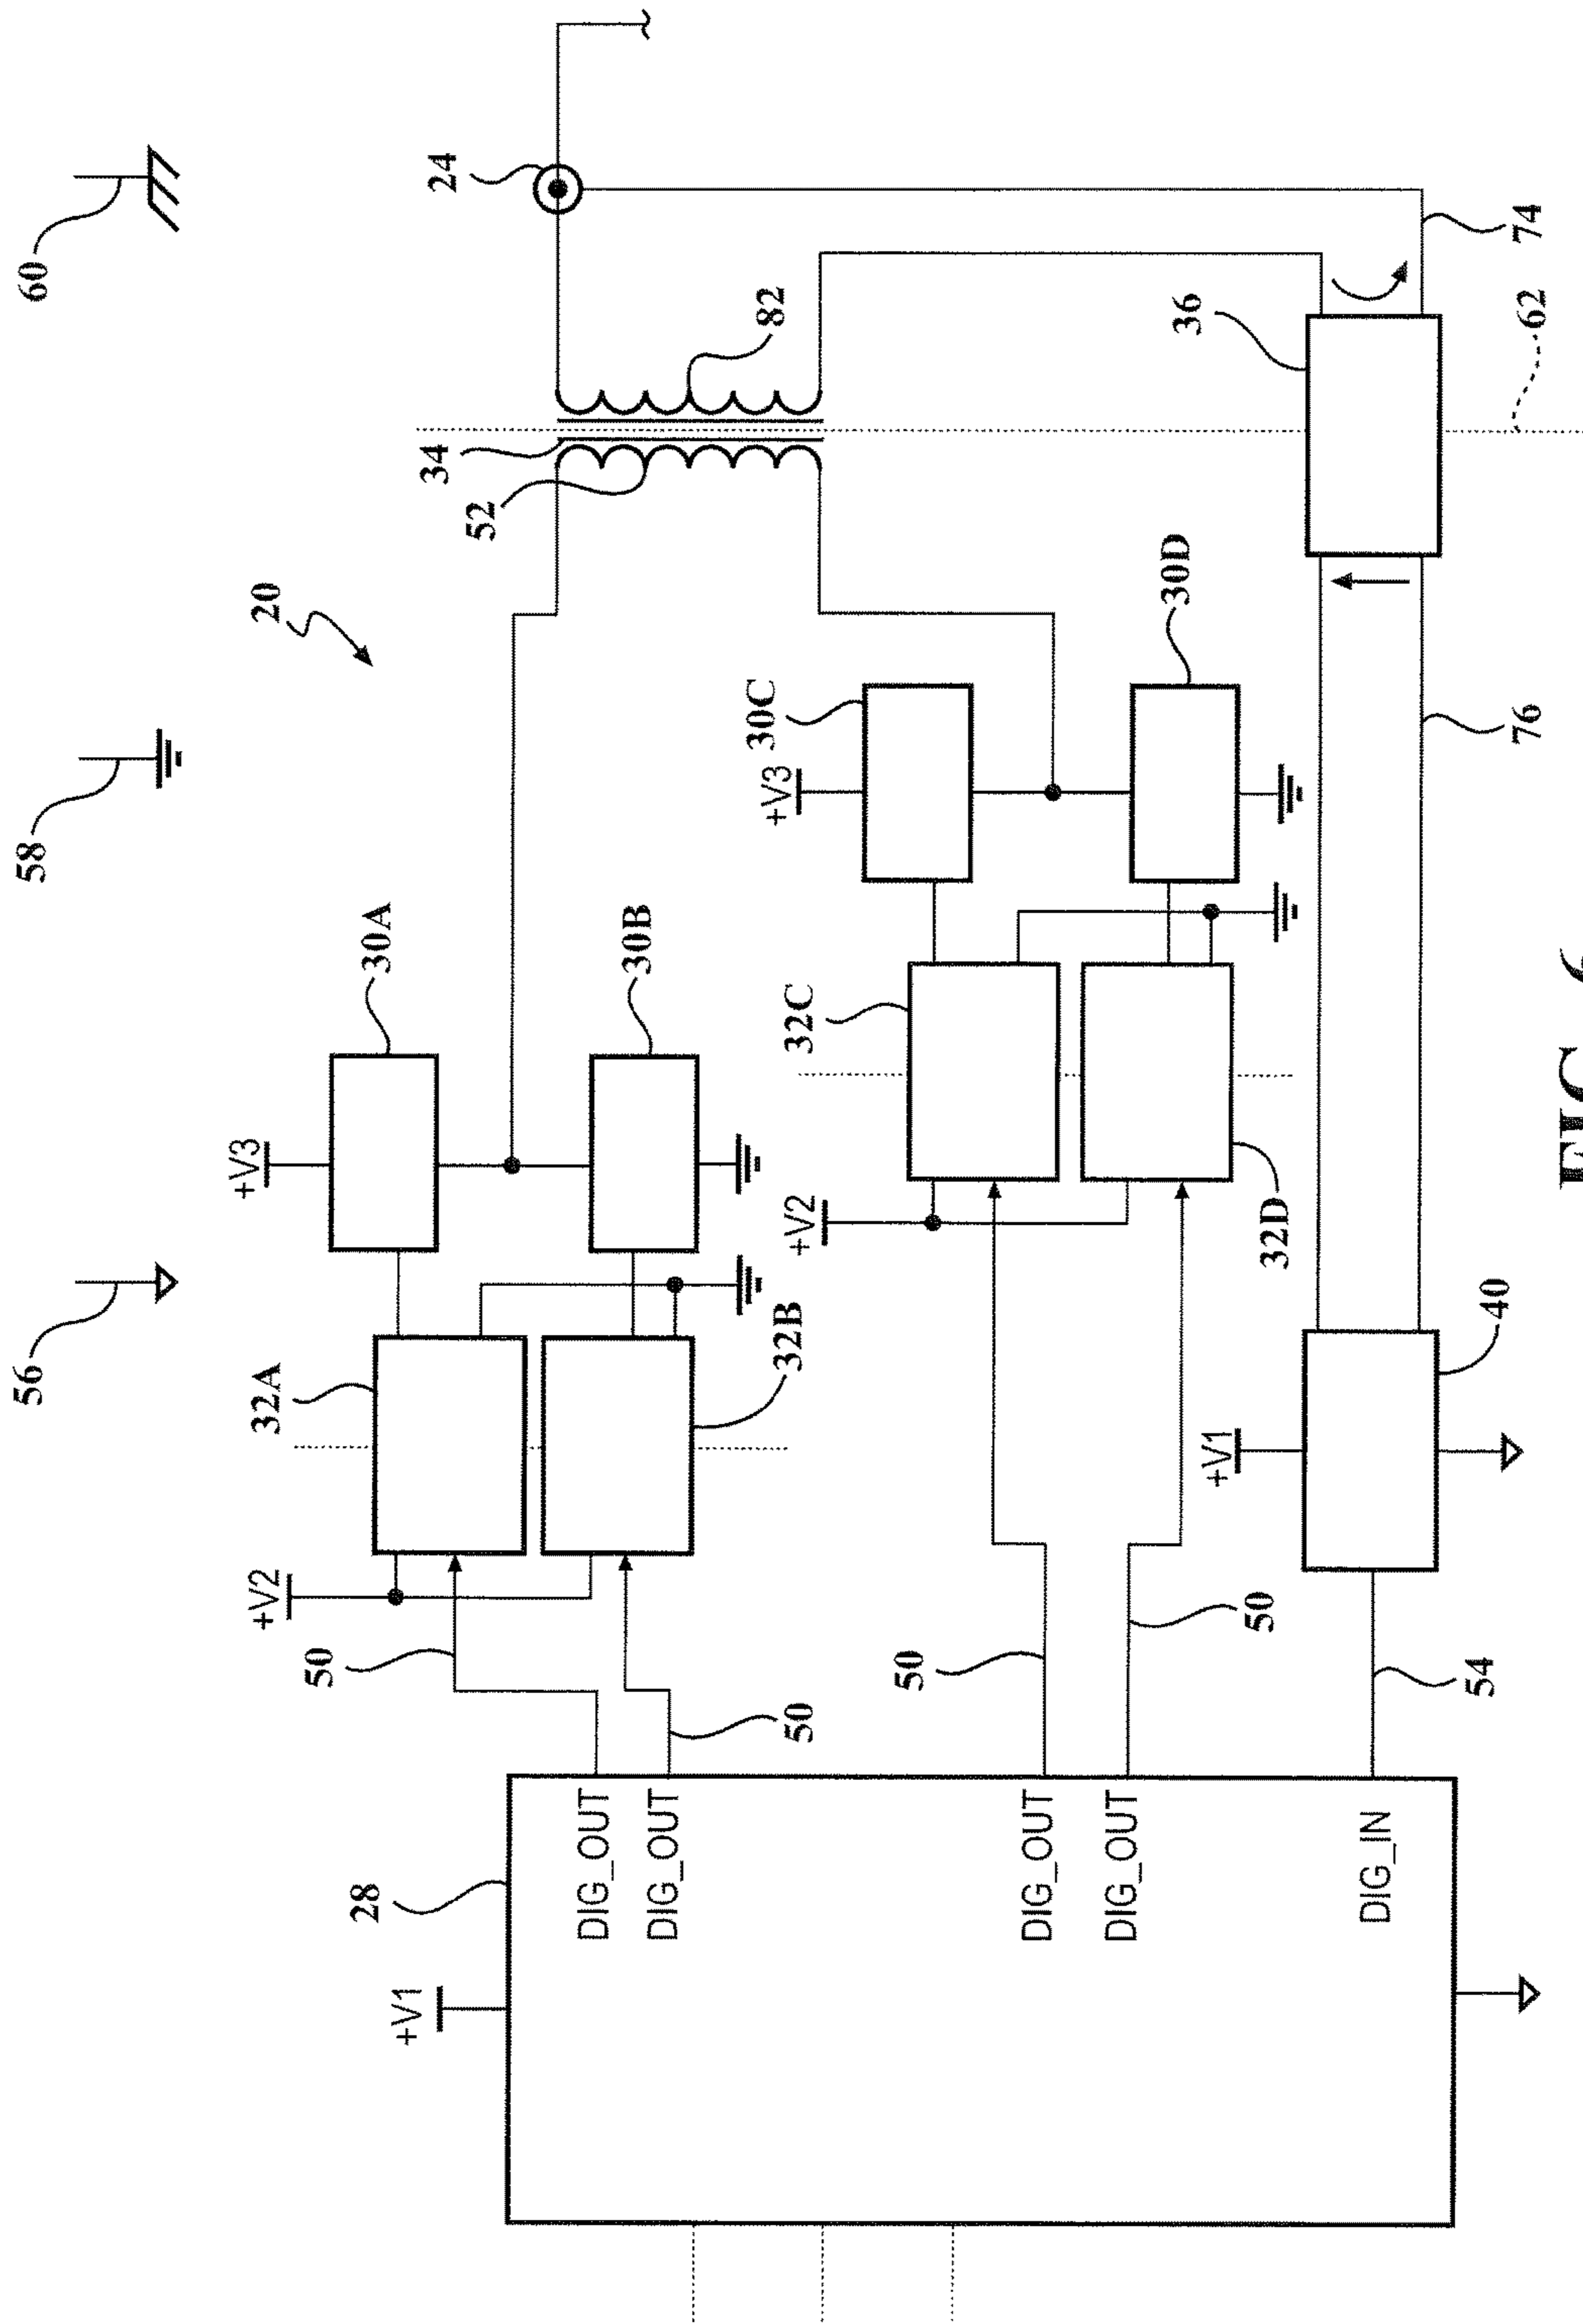 56
58
60
20
24
+V3
30A
+V2
32A
30B
32B
34
52
82
28
+V1
50
50
DIG_OUT
DIG_OUT
+V3
30C
+V2
32C
30D
32D
50
50
DIG_OUT
DIG_OUT
+V1
36
40
54
DIG_IN
76
74
62